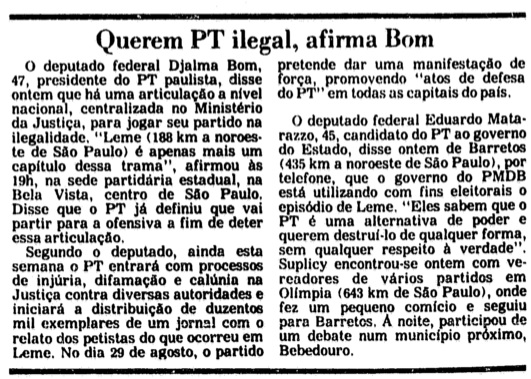 Querem PT ilegal, afirma Bom
O deputado federal Djalma Bom,
47, presidente do PT paulista, disse
ontem que há uma articulação a nível
nacional, centralizada no Ministério
da Justiça, para jogar seu partido na
ilegalidade. "Leme (188 km a noroes-
te de São Paulo) é apenas mais um
capítulo dessa trama", afirmou às
19h, na sede partidária estadual, na
Bela Vista, centro de São Paulo.
Disse que o PT já definiu que vai
partir para a ofensiva a fim de deter
essa articulação.
Segundo o deputado, ainda esta
semana o PT entrará com processos
de injúria, difamação e calúnia na
Justiça contra diversas autoridades e
iniciará a distribuição de duzentos
mil exemplares de um jornal com o
relato dos petistas do que ocorreu em
Leme. No dia 29 de agosto, o partido
pretende dar uma manifestação de
força, promovendo "atos de defesa
do PT" em todas as capitais do país.
O deputado federal Eduardo Mata-
razzo, 45, candidato do PT ao governo
do Estado, disse ontem de Barretos
(435 km a noroeste de São Paulo), por
telefone, que o governo do PMDB
está utilizando com fins eleitorais o
episódio de Leme. "Eles sabem que o
PT é uma alternativa de poder e
querem destruí-lo de qualquer forma,
sem qualquer respeito à verdade".
Suplicy encontrou-se ontem com ve-
readores de vários partidos em
Olímpia (643 km de São Paulo), onde
fez um pequeno comício e seguiu
para Barretos. À noite, participou de
um debate num município próximo,
Bebedouro.